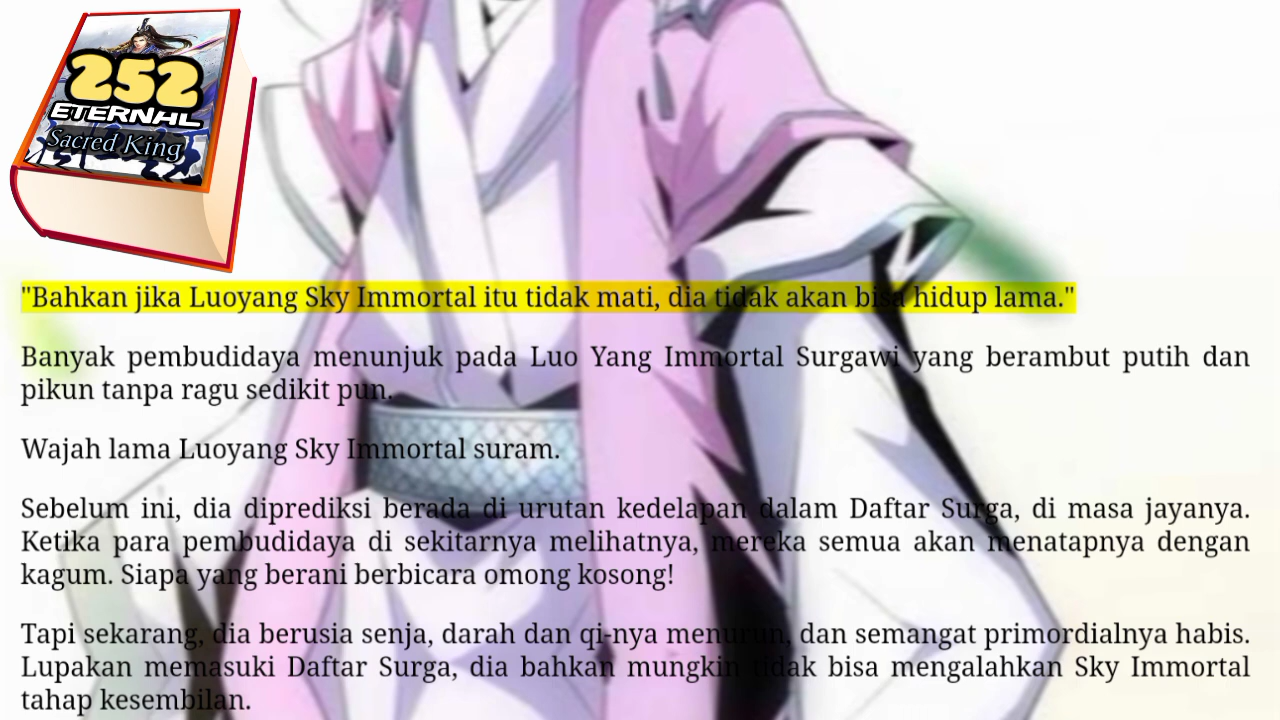 252
ETERNAL
Sacred King
"Bahkan jika Luoyang Sky Immortal itu tidak mati, dia tidak akan bisa hidup lama."
Banyak pembudidaya menunjuk pada Luo Yang Immortal Surgawi yang berambut putih dan
pikun tanpa ragu sedikit pun.
Wajah lama Luoyang Sky Immortal suram.
Sebelum ini, dia diprediksi berada di urutan kedelapan dalam Daftar Surga, di masa jayanya.
Ketika para pembudidaya di sekitarnya melihatnya, mereka semua akan menatapnya dengan
kagum. Siapa yang berani berbicara omong kosong!
Tapi sekarang, dia berusia senja, darah dan qi-nya menurun, dan semangat primordialnya habis.
Lupakan memasuki Daftar Surga, dia bahkan mungkin tidak bisa mengalahkan Sky Immortal
tahap kesembilan.